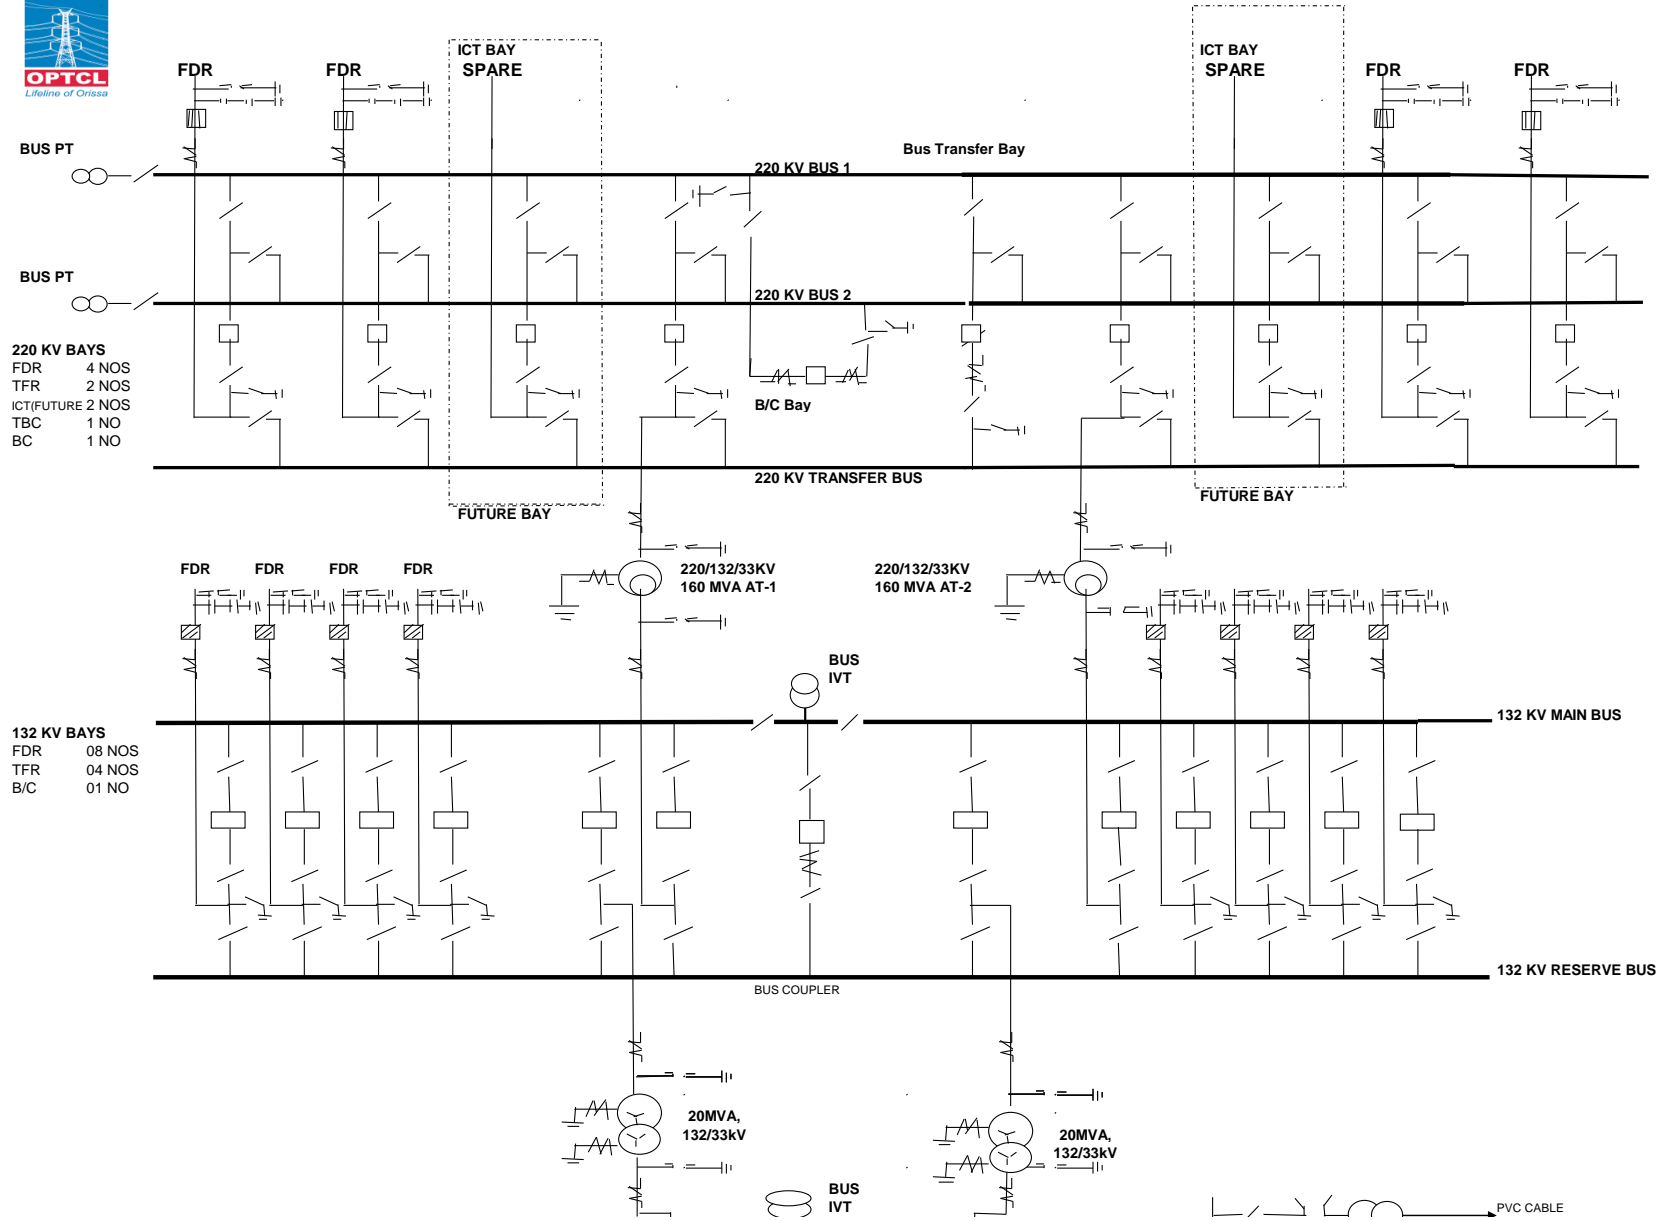 OPTCL
Lifeline of Orissa
ICT BAY
SPARE
ICT BAY
SPARE
FDR
FDR
FDR
FDR
BUS PT
Bus Transfer Bay
220 KV BUS 1
BUS PT
220 KV BUS 2
220 KV BAYS
FDR 4 NOS
TFR 2 NOS
ICT(FUTURE 2 NOS
TBC 1 NO
BC 1 NO
B/C Bay
220 KV TRANSFER BUS
FUTURE BAY
FUTURE BAY
FDR
FDR
FDR
FDR
220/132/33KV
160 MVA AT-1
220/132/33KV
160 MVA AT-2
BUS
IVT
132 KV MAIN BUS
132 KV BAYS
FDR 08 NOS
TFR 04 NOS
B/C 01 NO
132 KV RESERVE BUS
BUS COUPLER
20MVA,
132/33kV
20MVA,
132/33kV
BUS
IVT
PVC CABLE